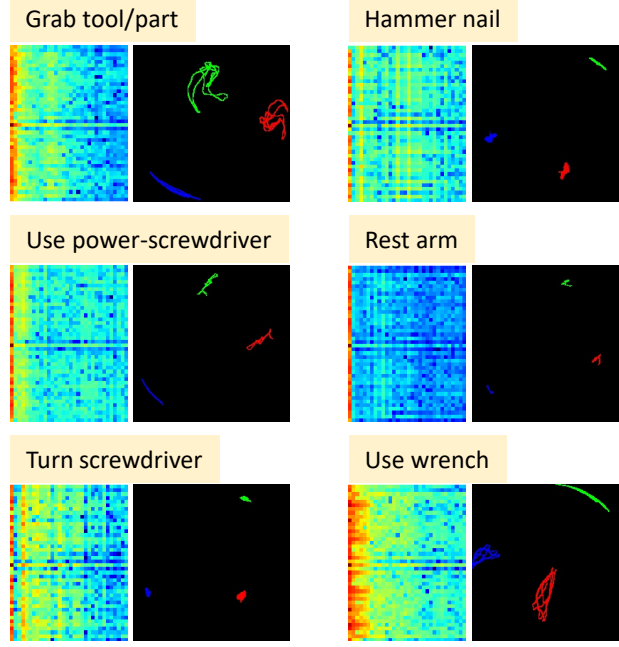 Grab tool/part
Hammer nail
Use power-screwdriver
Rest arm
Turn screwdriver
Use wrench